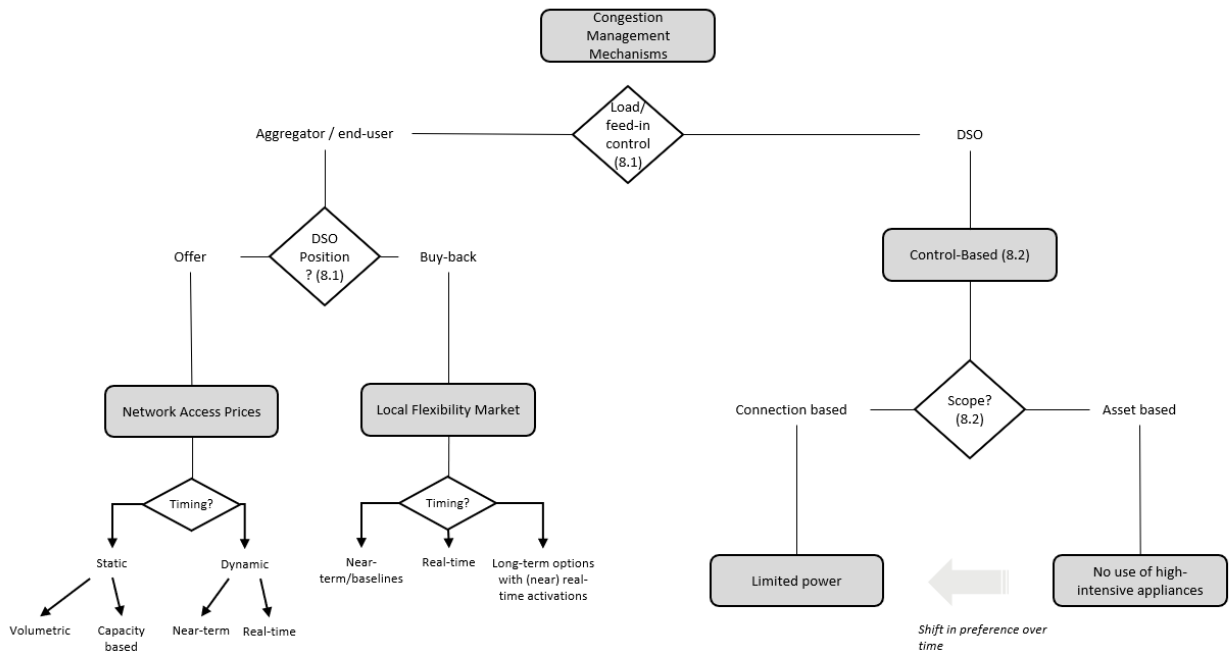 Congestion
Management
Mechanisms
Load/
feed-in
control
(8.1)
Aggregator / end-user
DSO
DSO
Position
? (8.1)
Offer
Buy-back
Control-Based (8.2)
Network Access Prices
Local Flexibility Market
Connection based
Scope?
(8.2)
Asset based
Timing?
Timing?
Static
Dynamic
Near-
term/baselines
Real-time
Long-term options
with (near) real-
time activations
Limited power
No use of high-
intensive appliances
Volumetric
Capacity
based
Near-term
Real-time
Shift in preference over
time